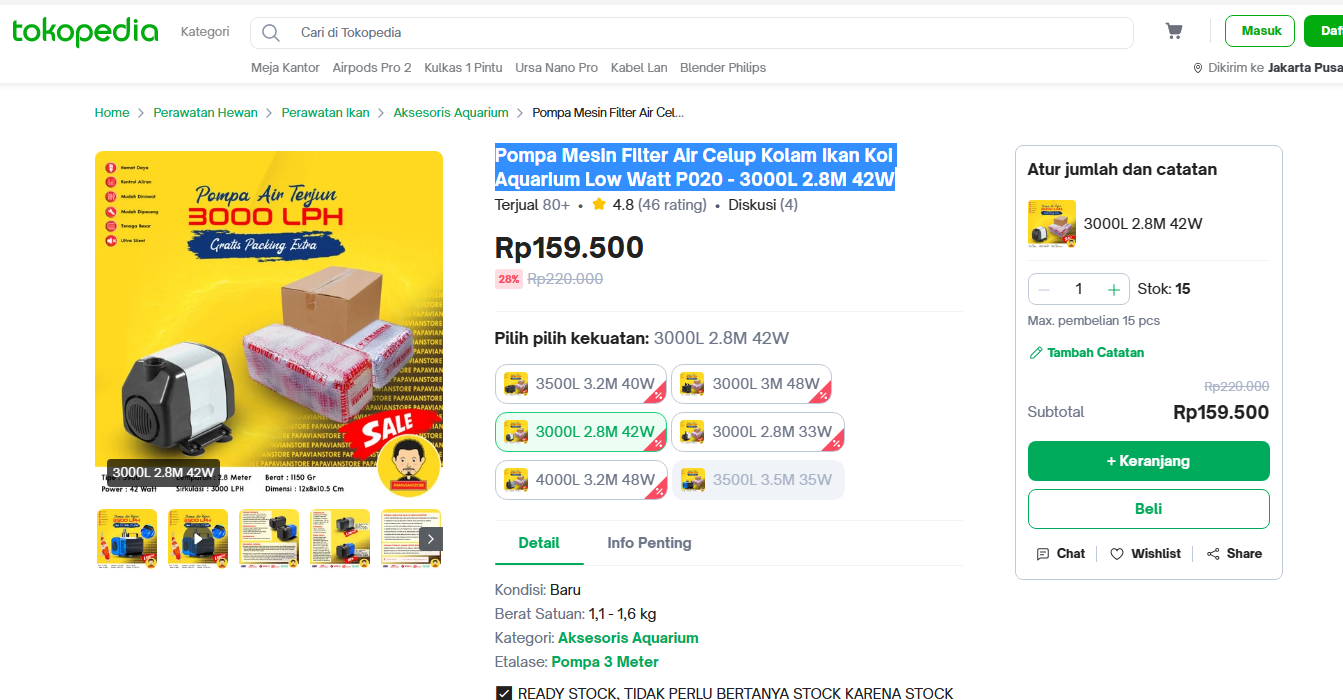 tokopedia
Kategori
Cari di Tokopedia
Masuk
Daf
Meja Kantor Airpods Pro 2 Kulkas 1 Pintu Ursa Nano Pro Kabel Lan Blender Philips
Dikirim ke Jakarta Pusa
Home > Perawatan Hewan > Perawatan Ikan > Aksesoris Aquarium > Pompa Mesin Filter Air Cel...
Hemat Daya
Kontrol Aliran
Mudah Dirawat
Mudah Dipasang
Tenaga Besar
Ultra Silent
Pompa Air Terjun
3000 LPH
Gratis Packing Extra
SALE
PAPAVIANSTORE
3000L 2.8M 42W
2.8 Meter
Berat : 1150 Gr
Power : 42 Watt
Sirkulasi : 3000 LPH
Dimensi : 12x8x10.5 Cm
Pompa Mesin Filter Air Celup Kolam Ikan Koi
Aquarium Low Watt P020 - 3000L 2.8M 42W
Terjual 80+ • 4.8 (46 rating) • Diskusi (4)
Rp159.500
28% Rp220.000
Pilih pilih kekuatan: 3000L 2.8M 42W
3500L 3.2M 40W
3000L 3M 48W
3000L 2.8M 42W
3000L 2.8M 33W
4000L 3.2M 48W
3500L 3.5M 35W
Detail
Info Penting
Kondisi: Baru
Berat Satuan: 1,1 - 1,6 kg
Kategori: Aksesoris Aquarium
Etalase: Pompa 3 Meter
READY STOCK, TIDAK PERLU BERTANYA STOCK KARENA STOCK
Atur jumlah dan catatan
3000L 2.8M 42W
1
Stok: 15
Max. pembelian 15 pcs
Tambah Catatan
Rp220.000
Subtotal Rp159.500
+ Keranjang
Beli
Chat
Wishlist
Share